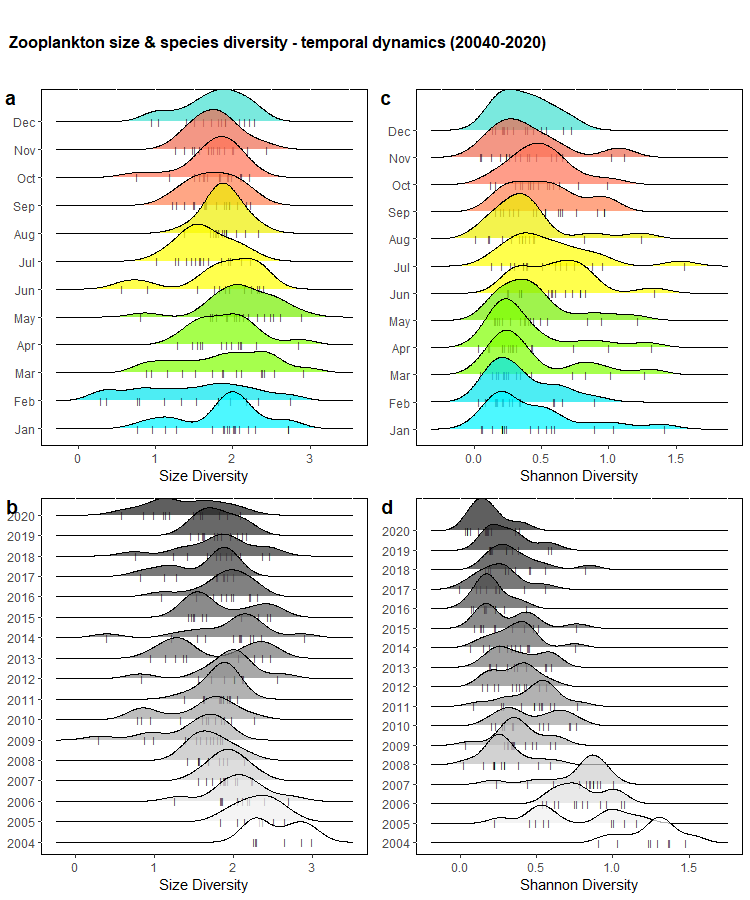 Zooplankton size & species diversity - temporal dynamics (20040-2020)
a
Dec
Nov
Oct
Sep
Aug
Jul
Jun
May
Apr
Mar
Feb
Jan
0 1 2 3
Size Diversity
c
Dec
Nov
Oct
Sep
Aug
Jul
Jun
May
Apr
Mar
Feb
Jan
0.0 0.5 1.0 1.5
Shannon Diversity
b
2020
2019
2018
2017
2016
2015
2014
2013
2012
2011
2010
2009
2008
2007
2006
2005
2004
0 1 2 3
Size Diversity
d
2020
2019
2018
2017
2016
2015
2014
2013
2012
2011
2010
2009
2008
2007
2006
2005
2004
0.0 0.5 1.0 1.5
Shannon Diversity